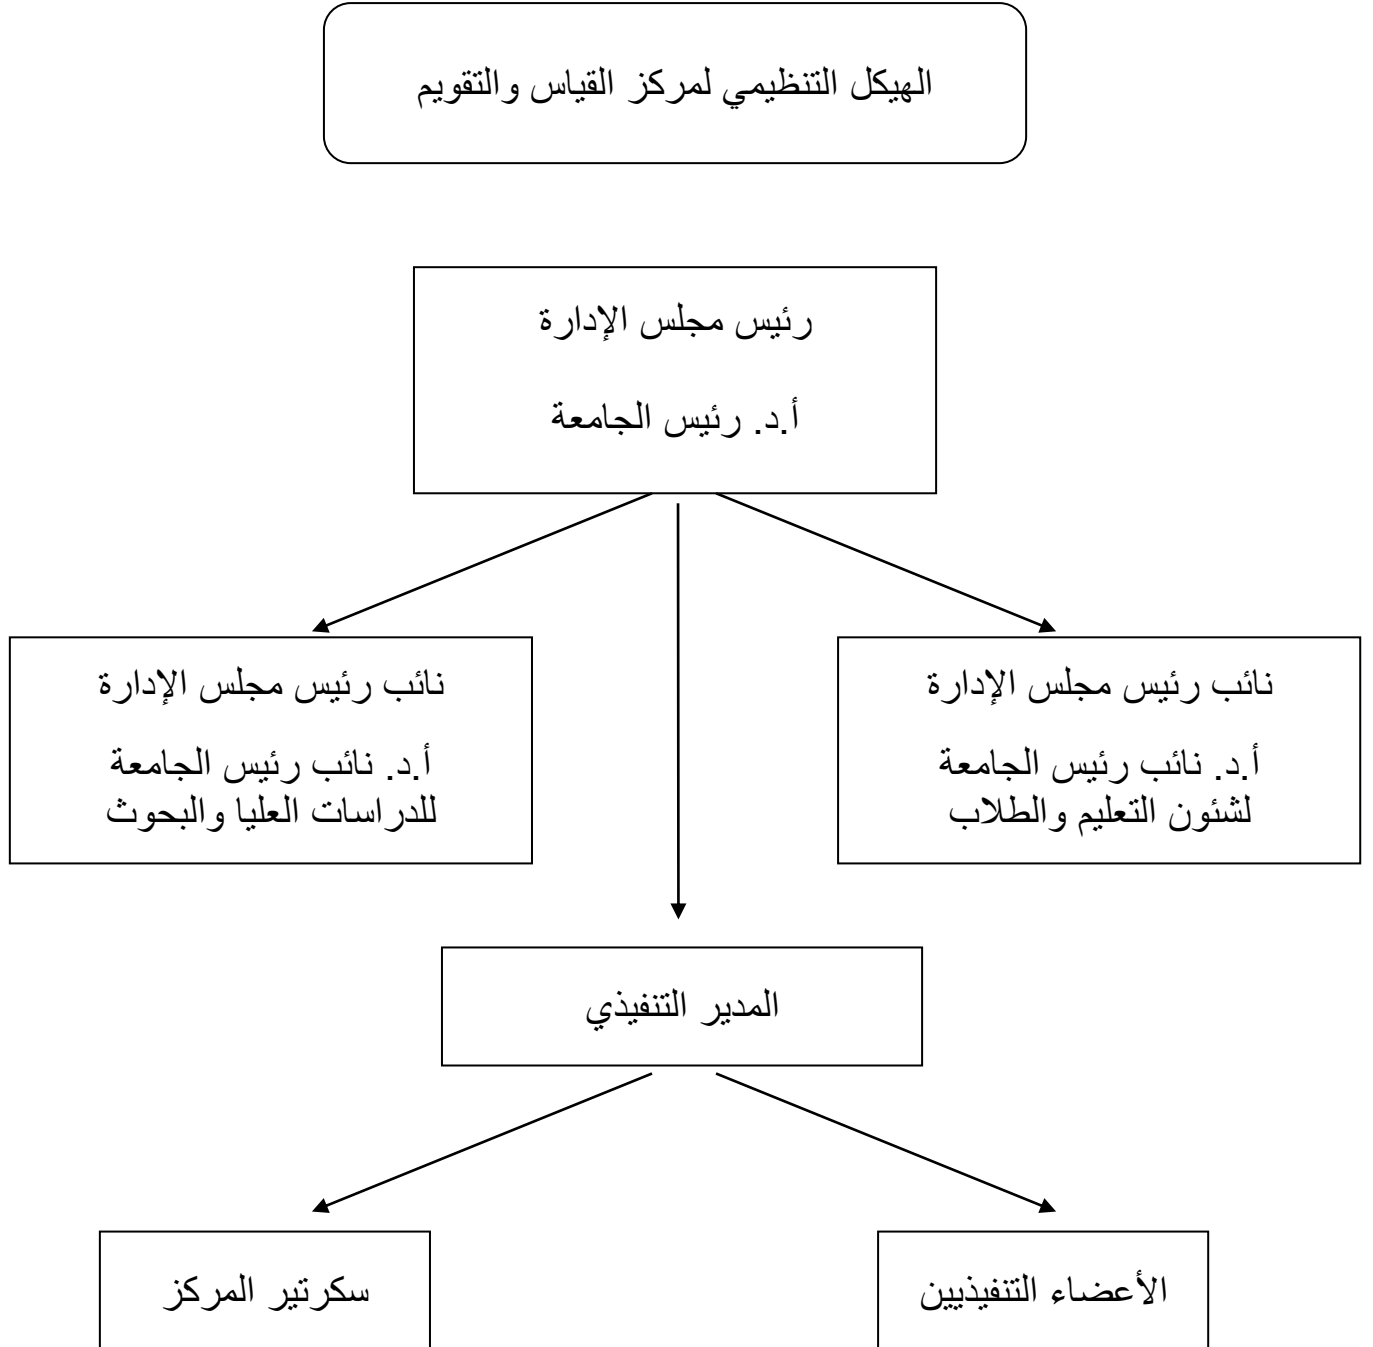 الهيكل التنظيمي لمركز القياس والتقويم
رئيس مجلس الإدارة
أ.د. رئيس الجامعة
نائب رئيس مجلس الإدارة
أ.د. نائب رئيس الجامعة
لشئون التعليم والطلاب
نائب رئيس مجلس الإدارة
أ.د. نائب رئيس الجامعة
للدراسات العليا والبحوث
المدير التنفيذي
الأعضاء التنفيذيين
سكرتير المركز